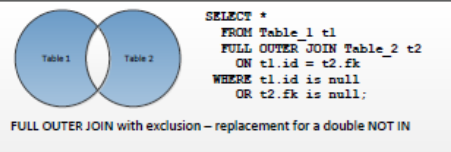 Table 1
Table 2
SELECT *
FROM Table_1 t1
FULL OUTER JOIN Table_2 t2
ON t1.id = t2.fk
WHERE t1.id is null
OR t2.fk is null;
FULL OUTER JOIN with exclusion – replacement for a double NOT IN